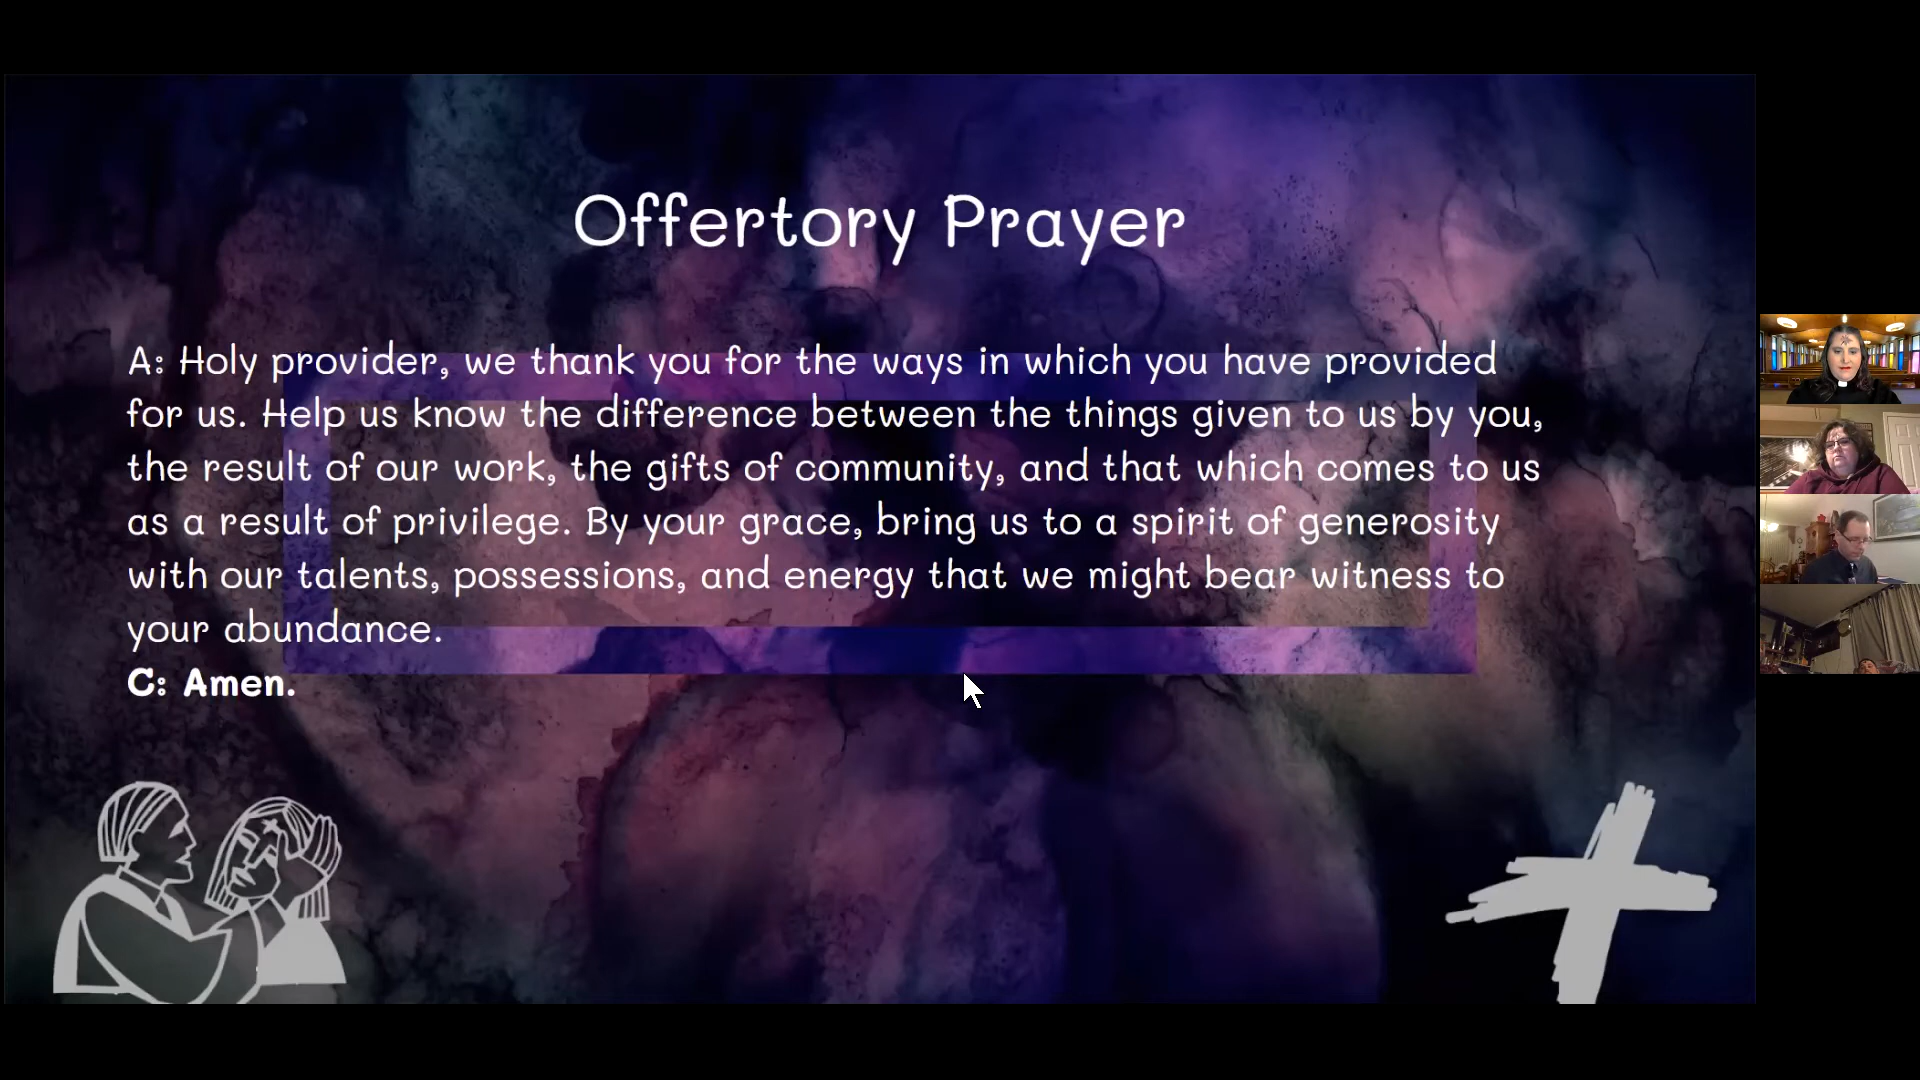 Offertory Prayer
A: Holy provider, we thank you for the ways in which you have provided
for us. Help us know the difference between the things given to us by you,
the result of our work, the gifts of community, and that which comes to us
as a result of privilege. By your grace, bring us to a spirit of generosity
with our talents, possessions, and energy that we might bear witness to
your abundance.
C: Amen.